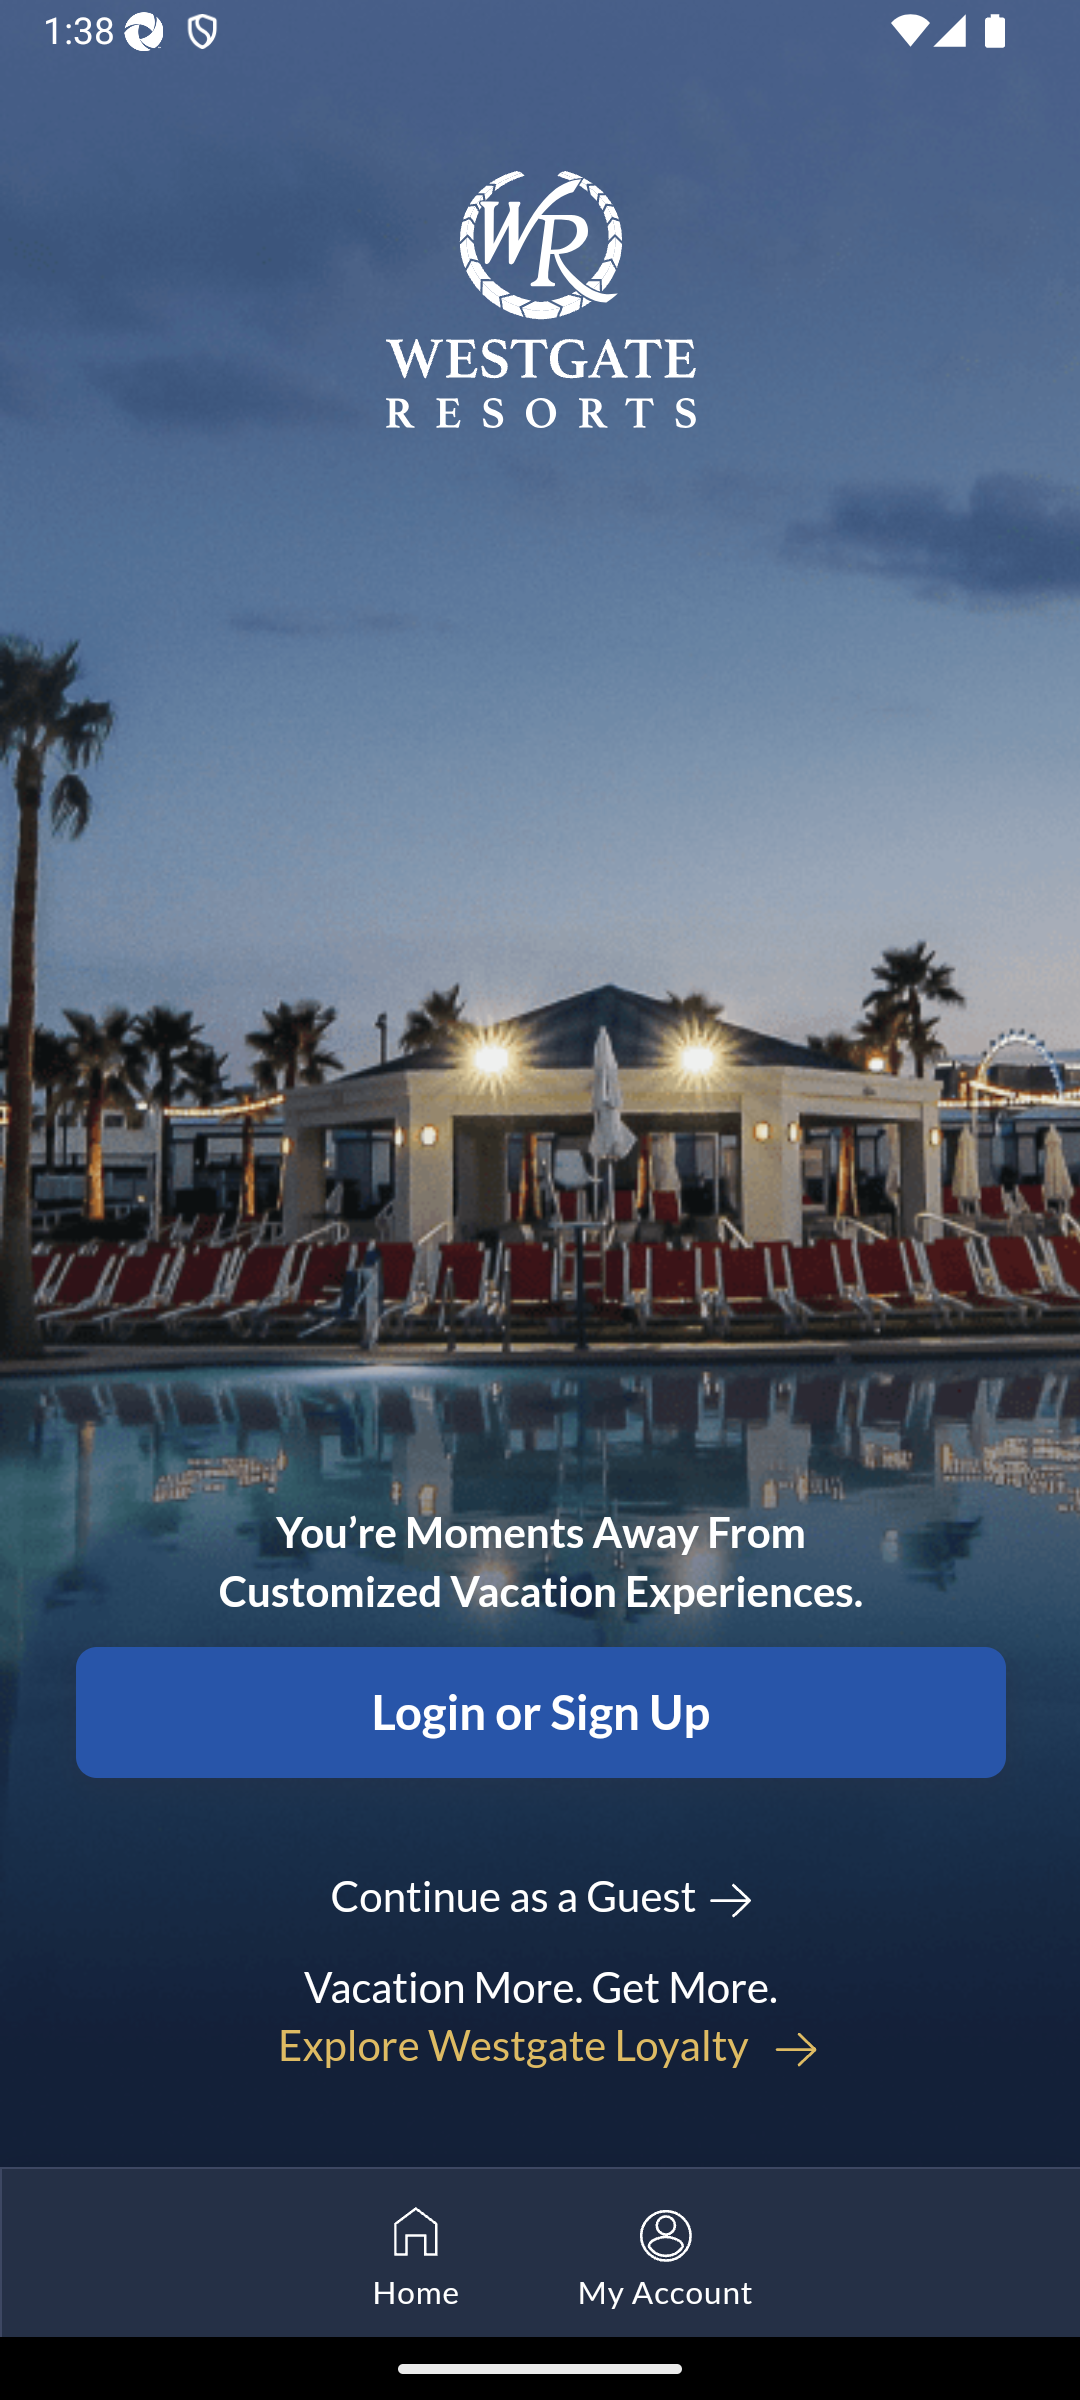 1:38
WR
WESTGATE
RESORTS
You’re Moments Away From
Customized Vacation Experiences.
Login or Sign Up
Continue as a Guest
Vacation More. Get More.
Explore Westgate Loyalty
Home
My Account